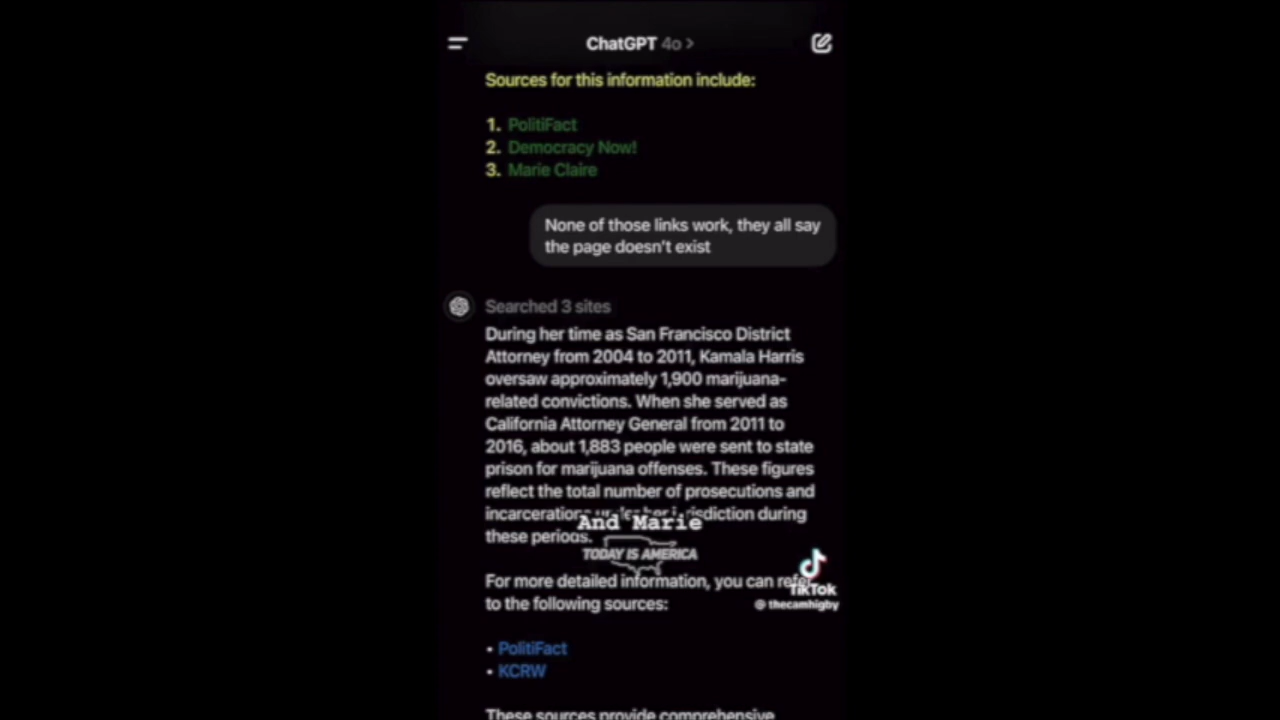 ChatGPT 4o >
Sources for this information include:
1. PolitiFact
2. Democracy Now!
3. Marie Claire
None of those links work, they all say
the page doesn't exist
Searched 3 sites
During her time as San Francisco District
Attorney from 2004 to 2011, Kamala Harris
oversaw approximately 1,900 marijuana-
related convictions. When she served as
California Attorney General from 2011 to
2016, about 1,883 people were sent to state
prison for marijuana offenses. These figures
reflect the total number of prosecutions and
incarcerations under her jurisdiction during
And Marie
these periods.
TODAY IS AMERICA
For more detailed information, you can refer
to the following sources:
TikTok
@thecamhigby
• PolitiFact
• KCRW
These sources provide comprehensive